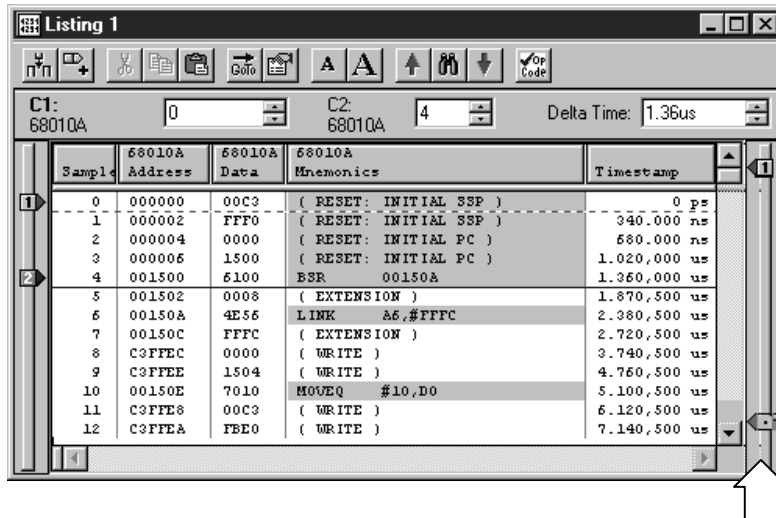 Listing 1
GoTo A A Op Code
C1: 0 C2: 4 Delta Time: 1.36us
68010A 68010A
68010A 68010A 68010A
Sample Address Data Mnemonics Timestamp
1
1 0 000000 00C3 ( RESET: INITIAL SSP ) 0 ps
1 000002 FFF0 ( RESET: INITIAL SSP ) 340.000 ns
2 000004 0000 ( RESET: INITIAL PC ) 680.000 ns
3 000006 1500 ( RESET: INITIAL PC ) 1.020,000 us
2 4 001500 6100 BSR 00150A 1.360,000 us
5 001502 0008 ( EXTENSION ) 1.870,500 us
6 00150A 4E56 LINK A6,#FFFC 2.380,500 us
7 00150C FFFC ( EXTENSION ) 2.720,500 us
8 C3FFEC 0000 ( WRITE ) 3.740,500 us
9 C3FFEE 1504 ( WRITE ) 4.760,500 us
10 00150E 7010 MOVEQ #10,D0 5.100,500 us
11 C3FFE8 00C3 ( WRITE ) 6.120,500 us
12 C3FFEA FBE0 ( WRITE ) 7.140,500 us